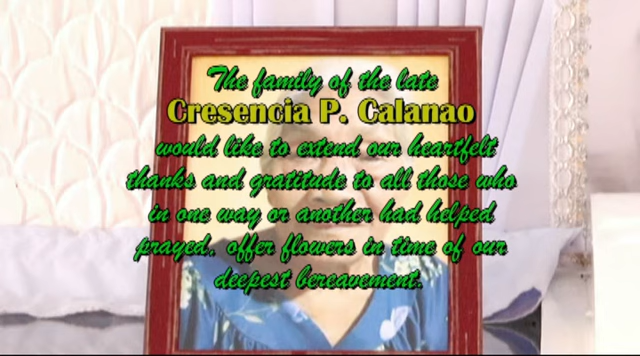 The family of the late
Cresencia P. Calanao
would like to extend our heartfelt
thanks and gratitude to all those who
in one way or another had helped
prayed, offer flowers in time of our
deepest bereavement.